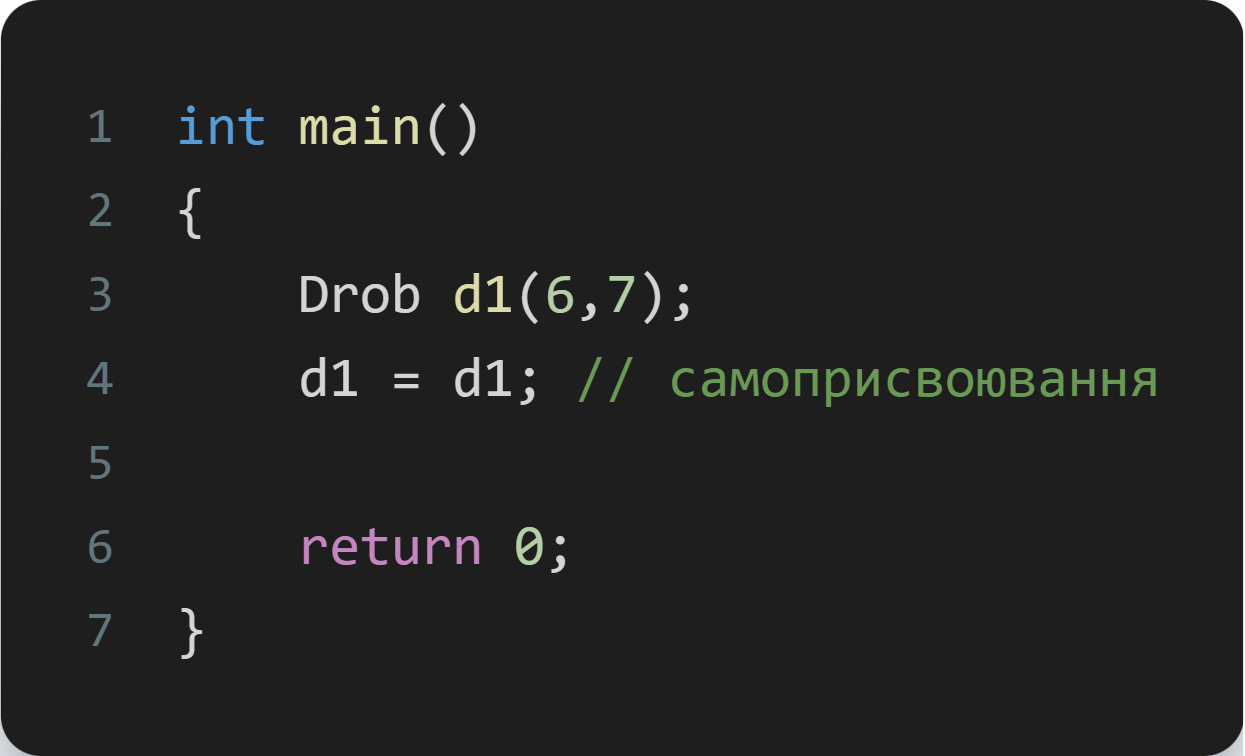 1 int main()
2 {
3     Drob d1(6,7);
4     d1 = d1; // самоприсвоювання
5
6     return 0;
7 }